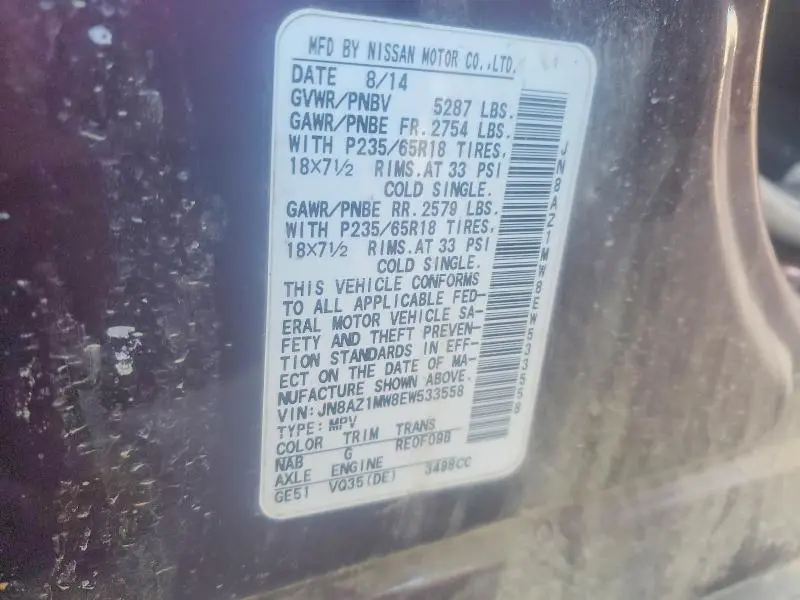 MFD BY NISSAN MOTOR CO.,LTD.
DATE 8/14
GVWR/PNBV 5287 LBS.
GAWR/PNBE FR. 2754 LBS.
WITH P235/65R18 TIRES,
18×7½ RIMS.AT 33 PSI
COLD SINGLE.
GAWR/PNBE RR. 2579 LBS.
WITH P235/65R18 TIRES,
18×7½ RIMS.AT 33 PSI
COLD SINGLE.
THIS VEHICLE CONFORMS
TO ALL APPLICABLE FED-
ERAL MOTOR VEHICLE SA-
FETY AND THEFT PREVEN-
TION STANDARDS IN EFF-
ECT ON THE DATE OF MA-
NUFACTURE SHOWN ABOVE.
VIN: JN8AZ1MW8EW533558
TYPE: MPV
COLOR TRIM TRANS
NAB G RE0F09B
AXLE ENGINE
GE51 VQ35(DE) 3498CC
JN8AZ1MW8EW533558